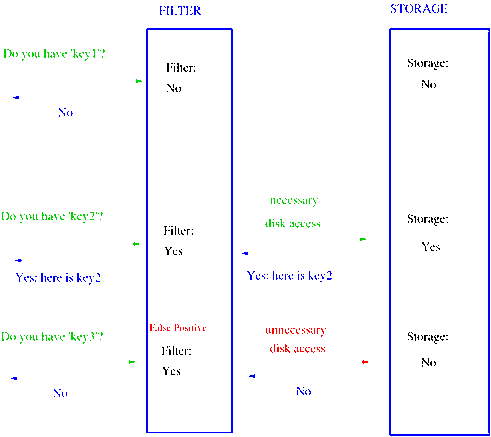 FILTER
STORAGE
Do you have 'key1'?
Filter:
No
Storage:
No
No
necessary
disk access
Do you have 'key2'?
Filter:
Yes
Storage:
Yes
Yes: here is key2
Yes: here is key2
False Positive
unnecessary
disk access
Do you have 'key3'?
Filter:
Yes
Storage:
No
No
No